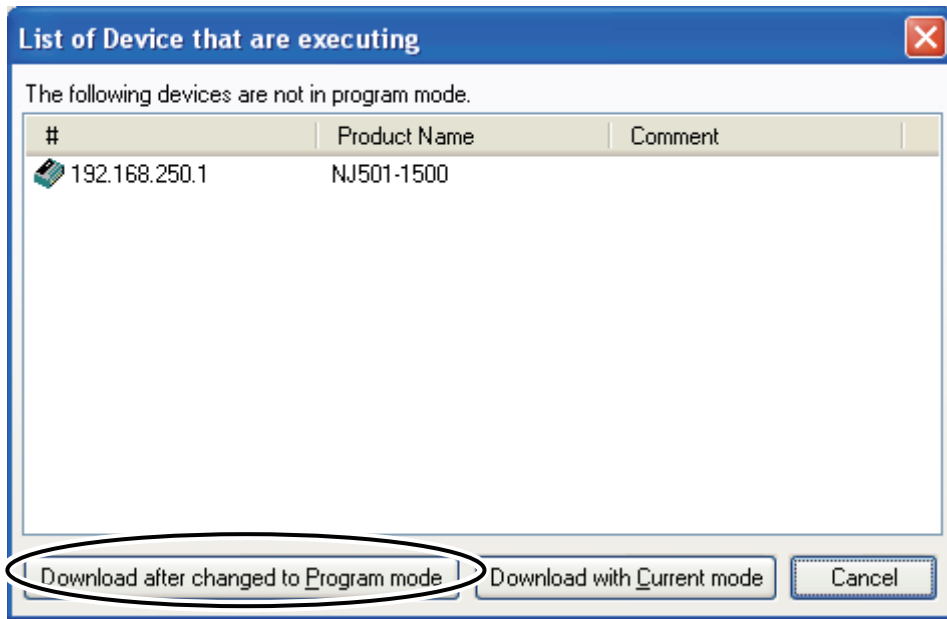 List of Device that are executing
The following devices are not in program mode.
# Product Name Comment
192.168.250.1 NJ501-1500
Download after changed to Program mode Download with Current mode Cancel